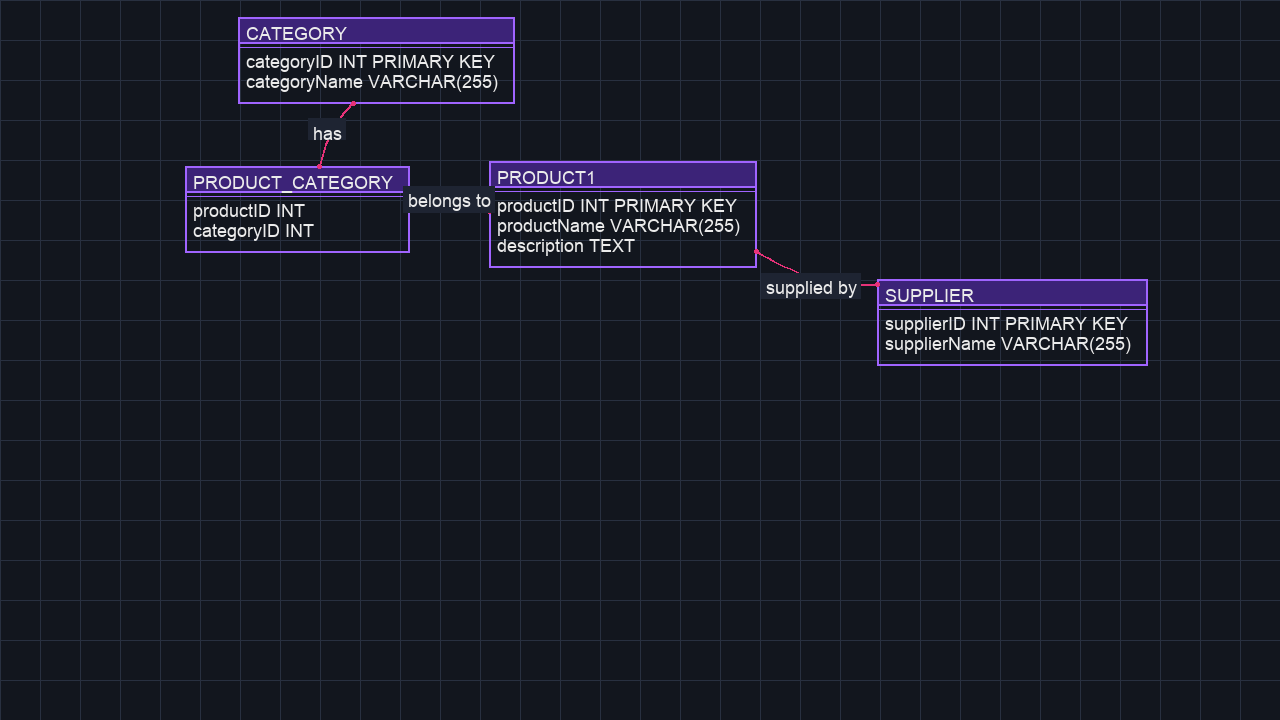 CATEGORY
categoryID INT PRIMARY KEY
categoryName VARCHAR(255)
has
PRODUCT_CATEGORY
productID INT
categoryID INT
belongs to
PRODUCT1
productID INT PRIMARY KEY
productName VARCHAR(255)
description TEXT
supplied by
SUPPLIER
supplierID INT PRIMARY KEY
supplierName VARCHAR(255)